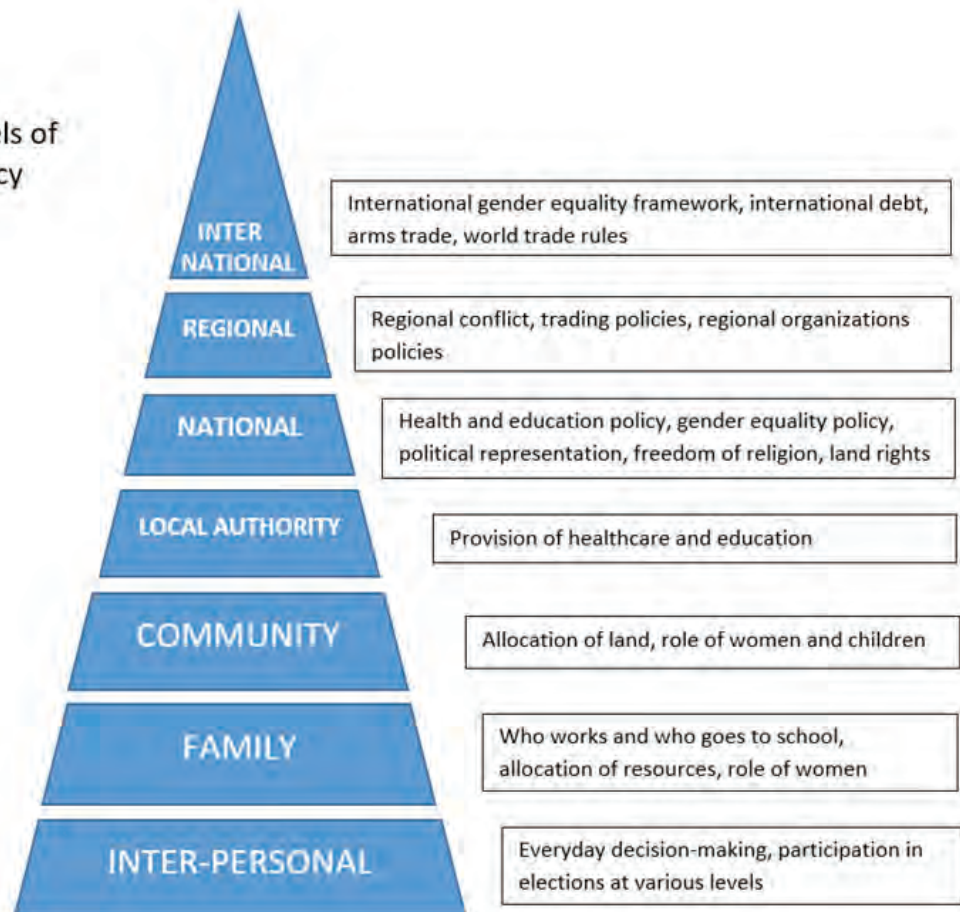 els of
cy
INTER
NATIONAL
International gender equality framework, international debt,
arms trade, world trade rules
REGIONAL
Regional conflict, trading policies, regional organizations
policies
NATIONAL
Health and education policy, gender equality policy,
political representation, freedom of religion, land rights
LOCAL AUTHORITY
Provision of healthcare and education
COMMUNITY
Allocation of land, role of women and children
FAMILY
Who works and who goes to school,
allocation of resources, role of women
INTER-PERSONAL
Everyday decision-making, participation in
elections at various levels